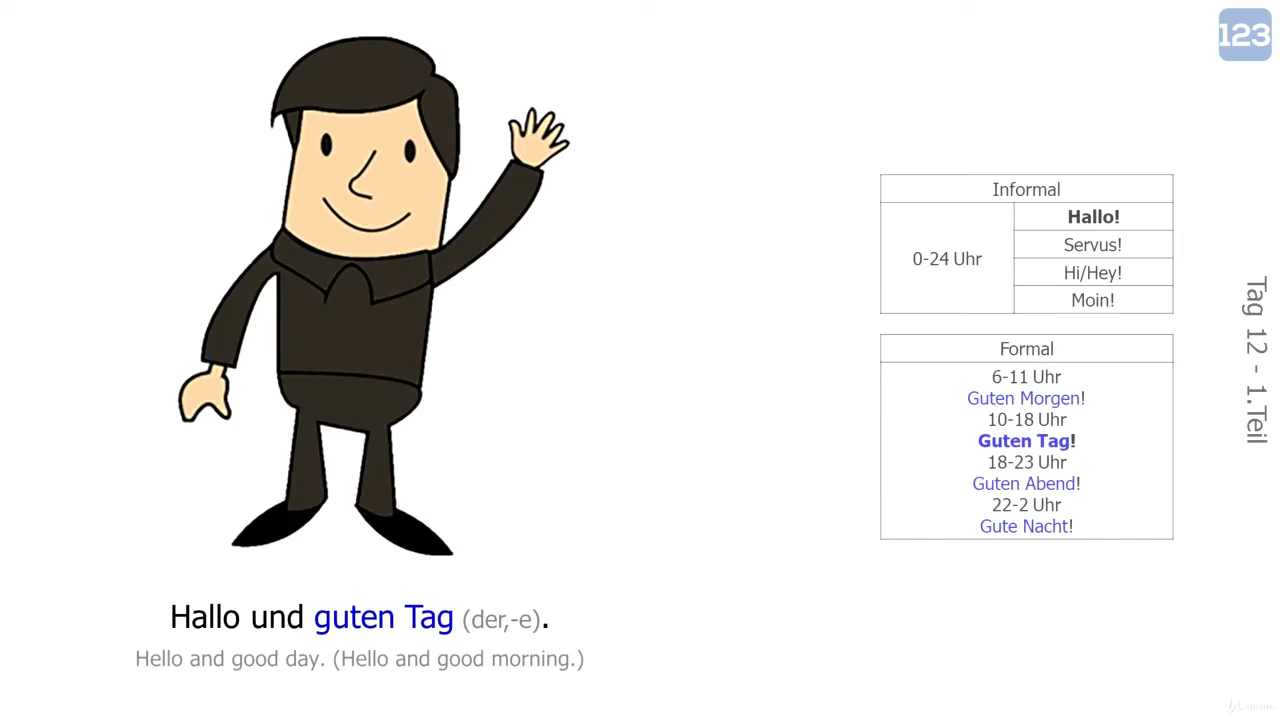 123
Informal
0-24 Uhr
Hallo!
Servus!
Hi/Hey!
Moin!
Formal
6-11 Uhr
Guten Morgen!
10-18 Uhr
Guten Tag!
18-23 Uhr
Guten Abend!
22-2 Uhr
Gute Nacht!
Tag 12 - 1.Teil
Hallo und guten Tag (der,-e).
Hello and good day. (Hello and good morning.)